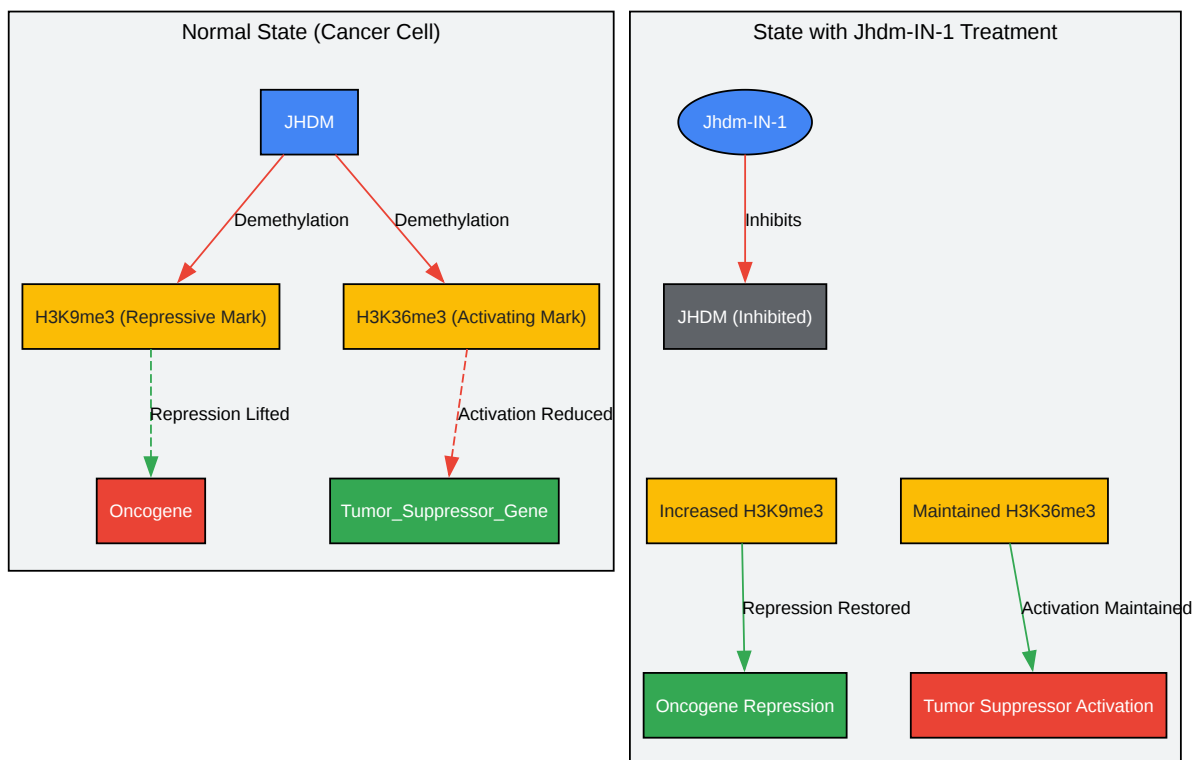 Normal State (Cancer Cell)
JHDM
Demethylation
Demethylation
H3K9me3 (Repressive Mark)
H3K36me3 (Activating Mark)
Repression Lifted
Activation Reduced
Oncogene
Tumor_Suppressor_Gene
State with Jhdm-IN-1 Treatment
Jhdm-IN-1
Inhibits
JHDM (Inhibited)
Increased H3K9me3
Maintained H3K36me3
Repression Restored
Activation Maintained
Oncogene Repression
Tumor Suppressor Activation